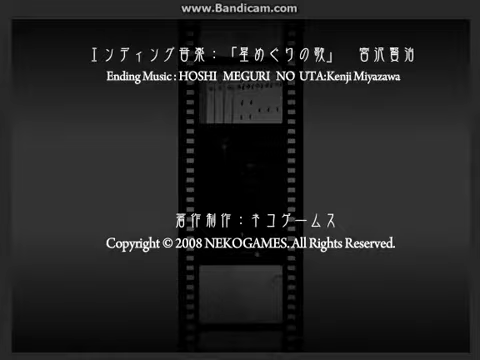 www.Bandicam.com
エンディング音楽：「星めぐりの歌」　宮沢賢治
Ending Music : HOSHI MEGURI NO UTA:Kenji Miyazawa
著作制作：ネコゲームス
Copyright © 2008 NEKOGAMES. All Rights Reserved.